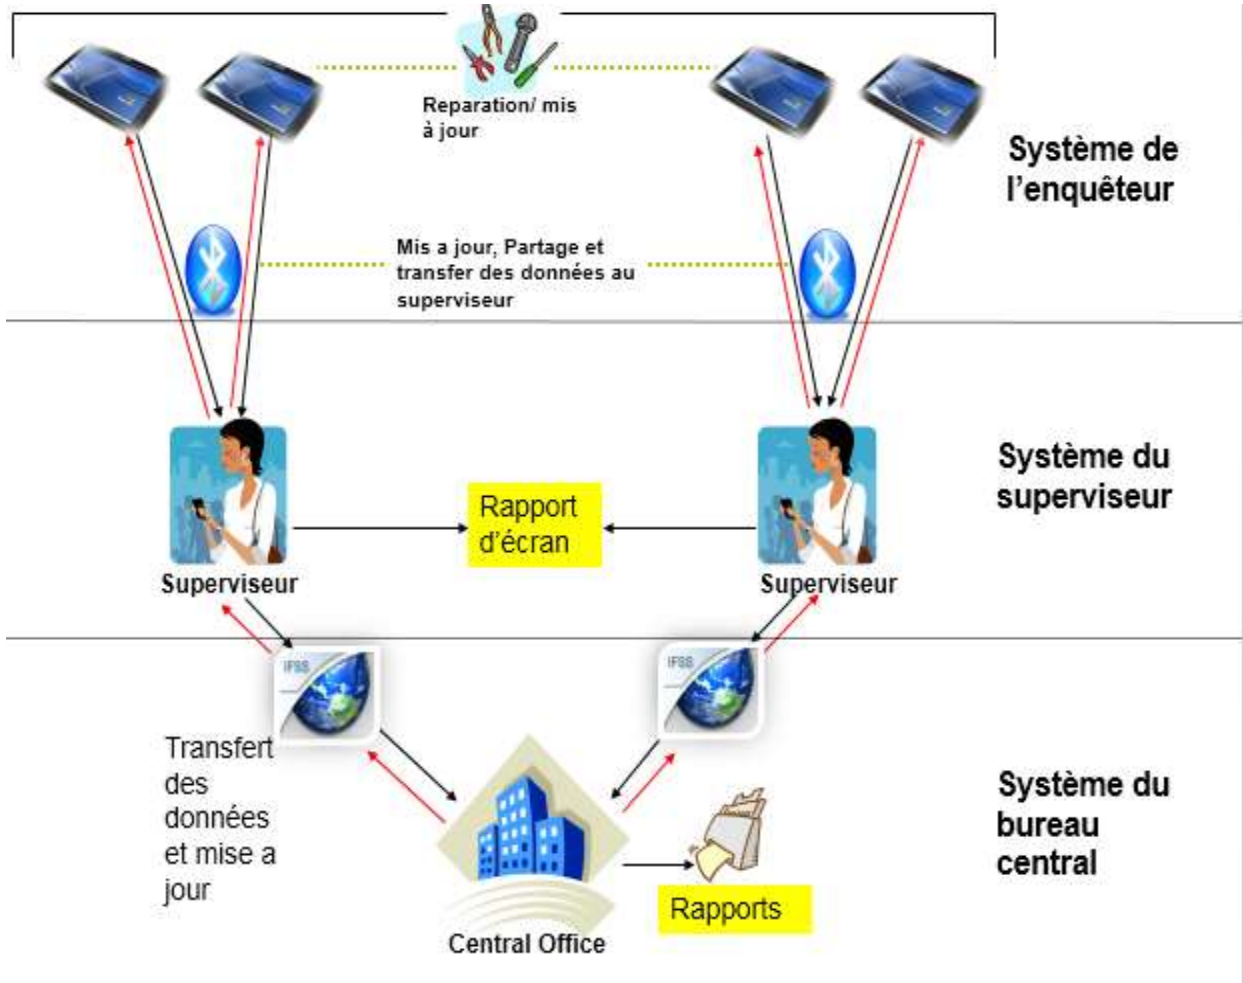 Reparation/ mis
à jour
Système de
l’enquêteur
Mis a jour, Partage et
transfer des données au
superviseur
Système du
superviseur
Rapport
d’écran
Superviseur
Superviseur
IFSS
IFSS
Transfert
des
données
et mise a
jour
Système du
bureau
central
Rapports
Central Office